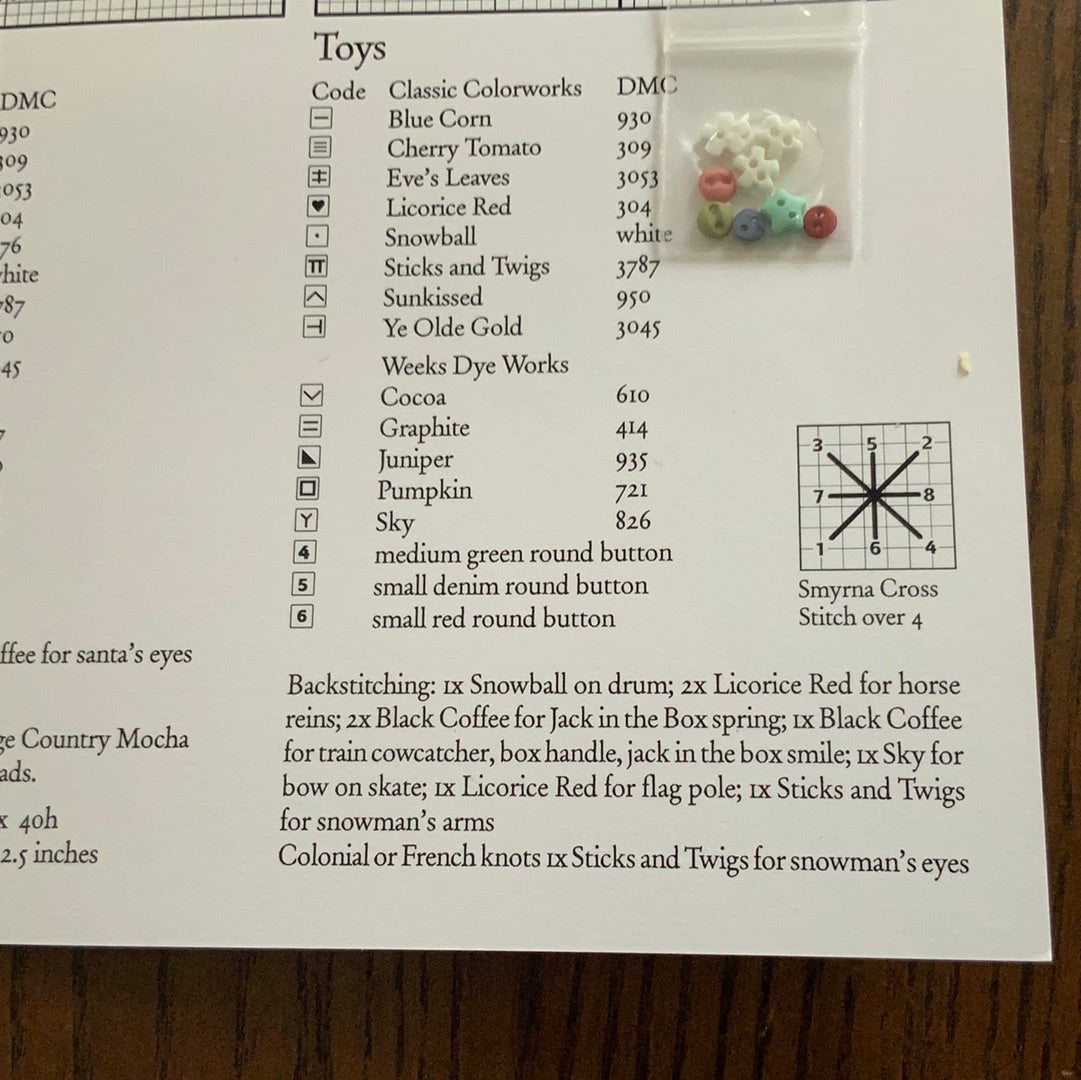 DMC
930
309
3053
04
76
white
787
0
45
ffee for santa's eyes
ge Country Mocha
ads.
x 40h
2.5 inches
Toys
Code Classic Colorworks DMC
Blue Corn 930
Cherry Tomato 309
Eve's Leaves 3053
Licorice Red 304
Snowball white
Sticks and Twigs 3787
Sunkissed 950
Ye Olde Gold 3045
Weeks Dye Works
Cocoa 610
Graphite 414
Juniper 935
Pumpkin 721
Y Sky 826
4 medium green round button
5 small denim round button
6 small red round button
3 5 2
7 8
1 6 4
Smyrna Cross
Stitch over 4
Backstitching: 1x Snowball on drum; 2x Licorice Red for horse
reins; 2x Black Coffee for Jack in the Box spring; 1x Black Coffee
for train cowcatcher, box handle, jack in the box smile; 1x Sky for
bow on skate; 1x Licorice Red for flag pole; 1x Sticks and Twigs
for snowman's arms
Colonial or French knots 1x Sticks and Twigs for snowman's eyes